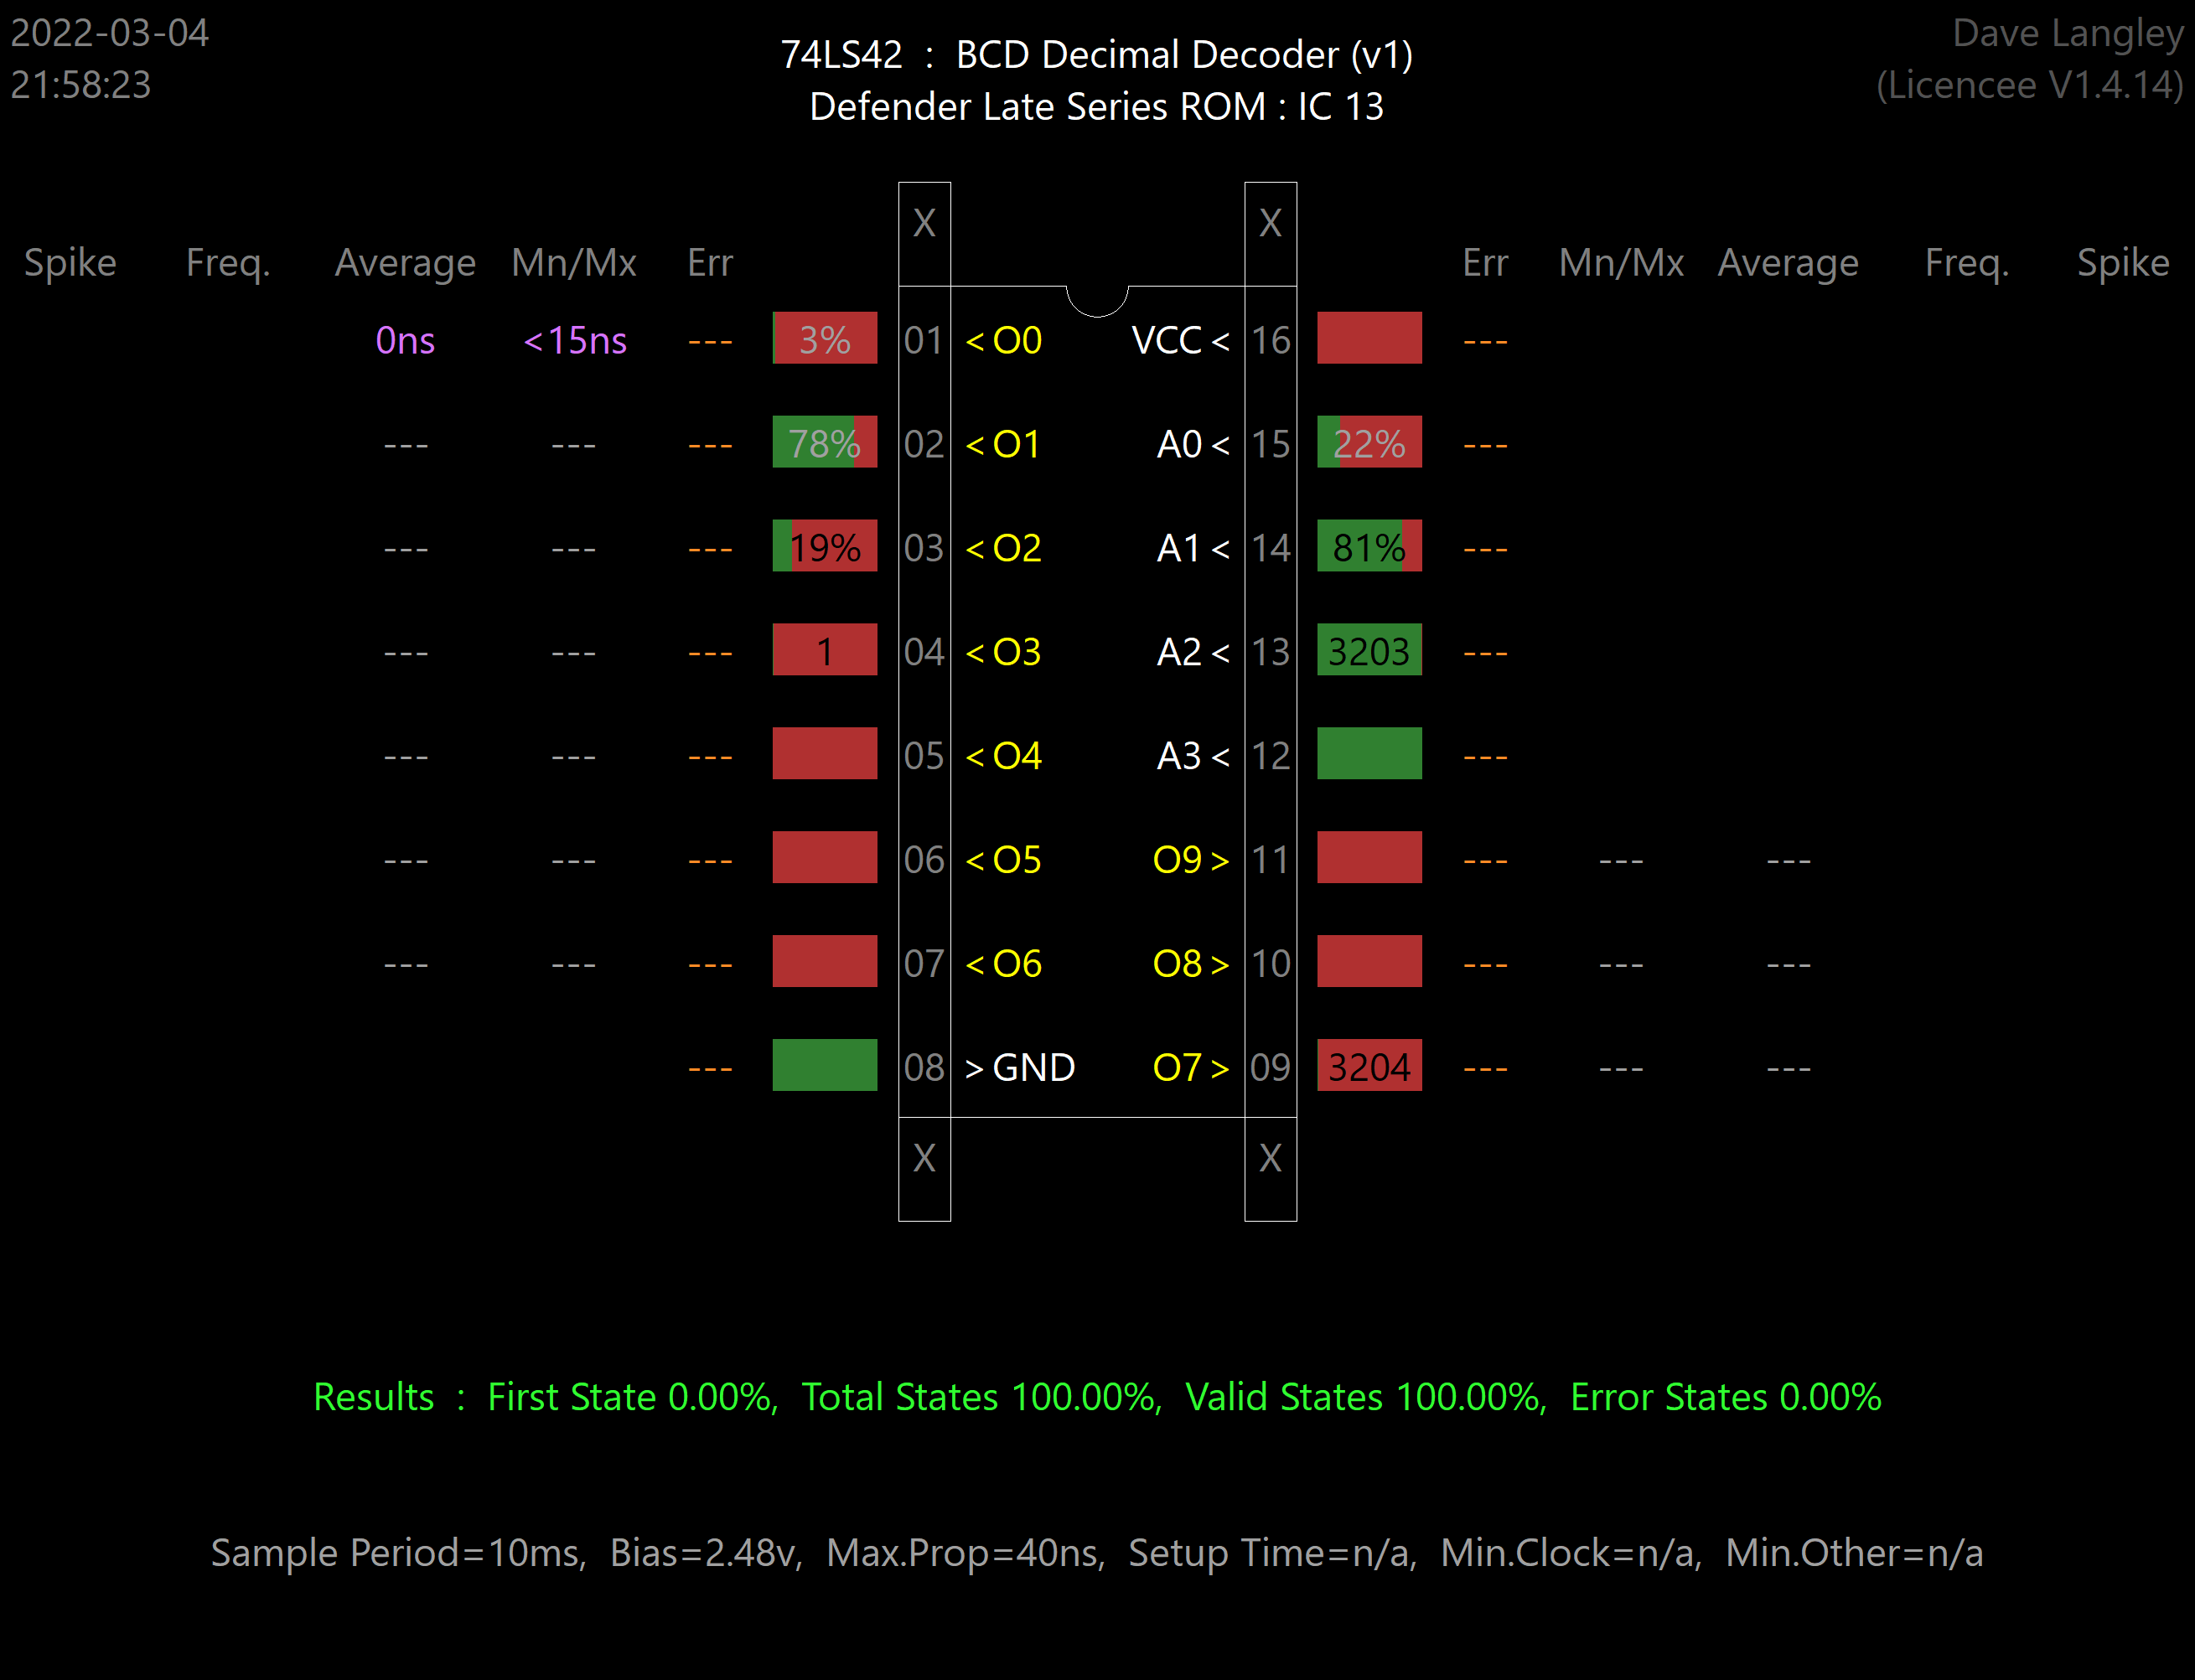 2022-03-04
21:58:23
74LS42 : BCD Decimal Decoder (v1)
Defender Late Series ROM : IC 13
Dave Langley
(Licencee V1.4.14)
X X
Spike Freq. Average Mn/Mx Err Err Mn/Mx Average Freq. Spike
0ns <15ns --- 3% 01 < O0 VCC < 16 ---
--- --- --- 78% 02 < O1 A0 < 15 22% ---
--- --- --- 19% 03 < O2 A1 < 14 81% ---
--- --- --- 1 04 < O3 A2 < 13 3203 ---
--- --- --- 05 < O4 A3 < 12 ---
--- --- --- 06 < O5 O9 > 11 --- --- ---
--- --- --- 07 < O6 O8 > 10 --- --- ---
--- 08 > GND O7 > 09 3204 --- --- ---
X X
Results : First State 0.00%, Total States 100.00%, Valid States 100.00%, Error States 0.00%
Sample Period=10ms, Bias=2.48v, Max.Prop=40ns, Setup Time=n/a, Min.Clock=n/a, Min.Other=n/a